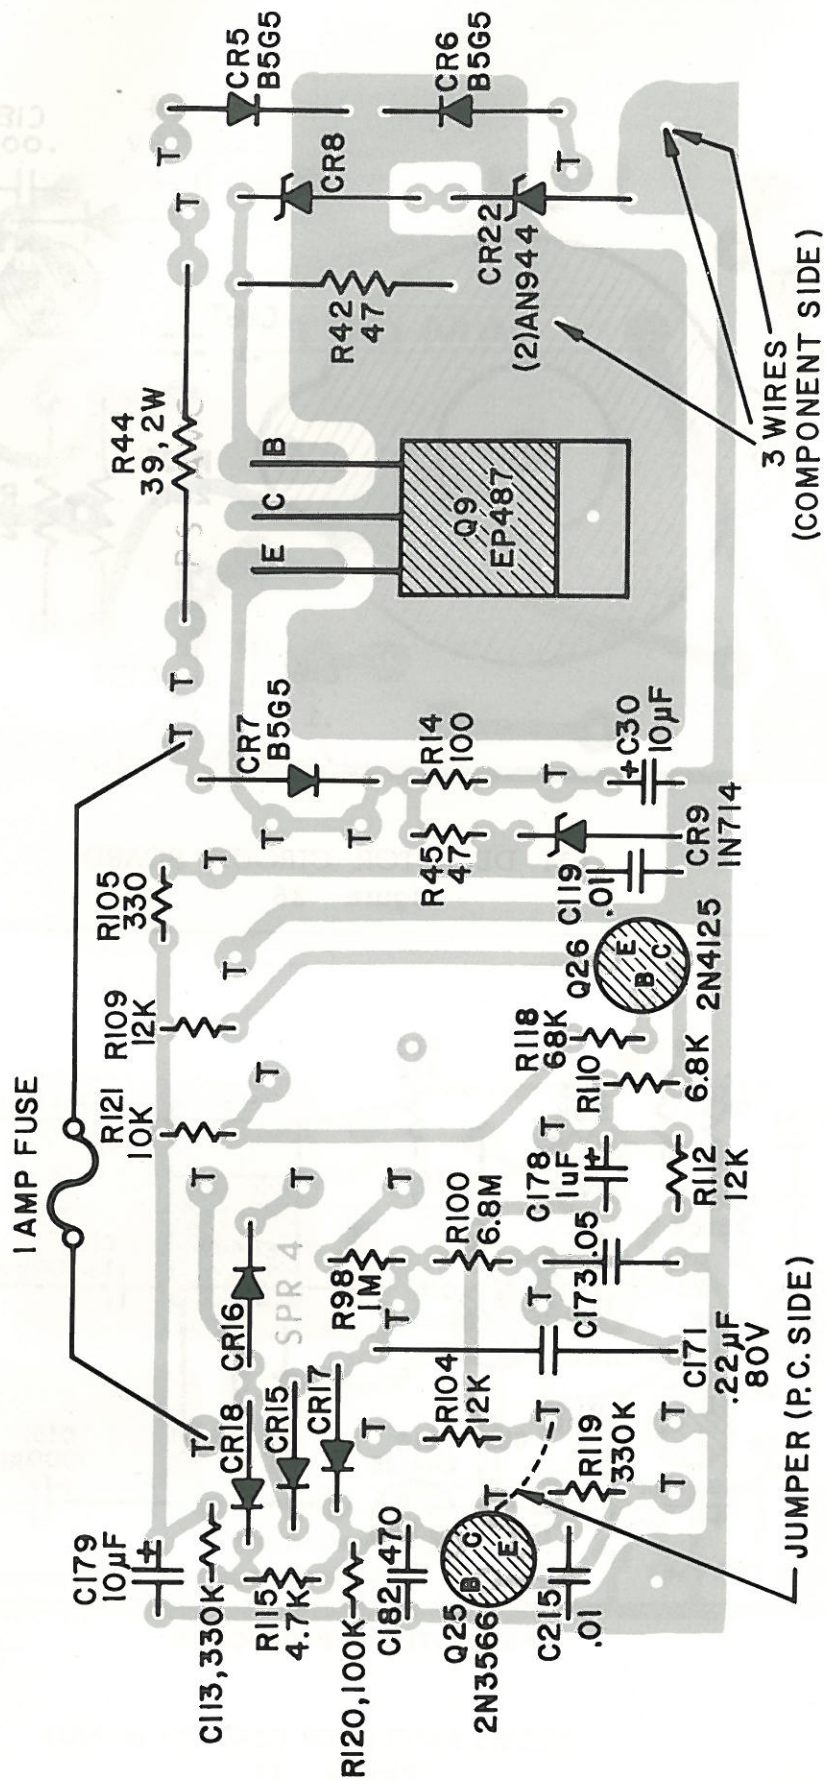 1 AMP FUSE
C179
10µF
C113, 330K
R115
4.7K
R120, 100K
C182 470
Q25
2N3566
B
C
E
C215
.01
T
CR18
CR15
CR17
CR16
SPR 4
T
R104
12K
T
T
R119
330K
T
T
JUMPER (P.C. SIDE)
C171
.22µF
80V
T
T
T
R98
1M
T
R100
6.8M
T
C173 .05
C178
1µF
T
R112
12K
R121
10K
T
R109
12K
R118
68K
R110
6.8K
Q26
E
B
C
2N4125
R105
330
T
T
T
T
C119
.01
CR9
1N714
R45
47
R14
100
T
C30
10µF
CR7
B5G5
T
T
R44
39, 2W
E
C
B
Q9
EP487
R42
47
CR8
CR22
(2)AN944
T
T
T
CR5
B5G5
CR6
B5G5
3 WIRES
(COMPONENT SIDE)